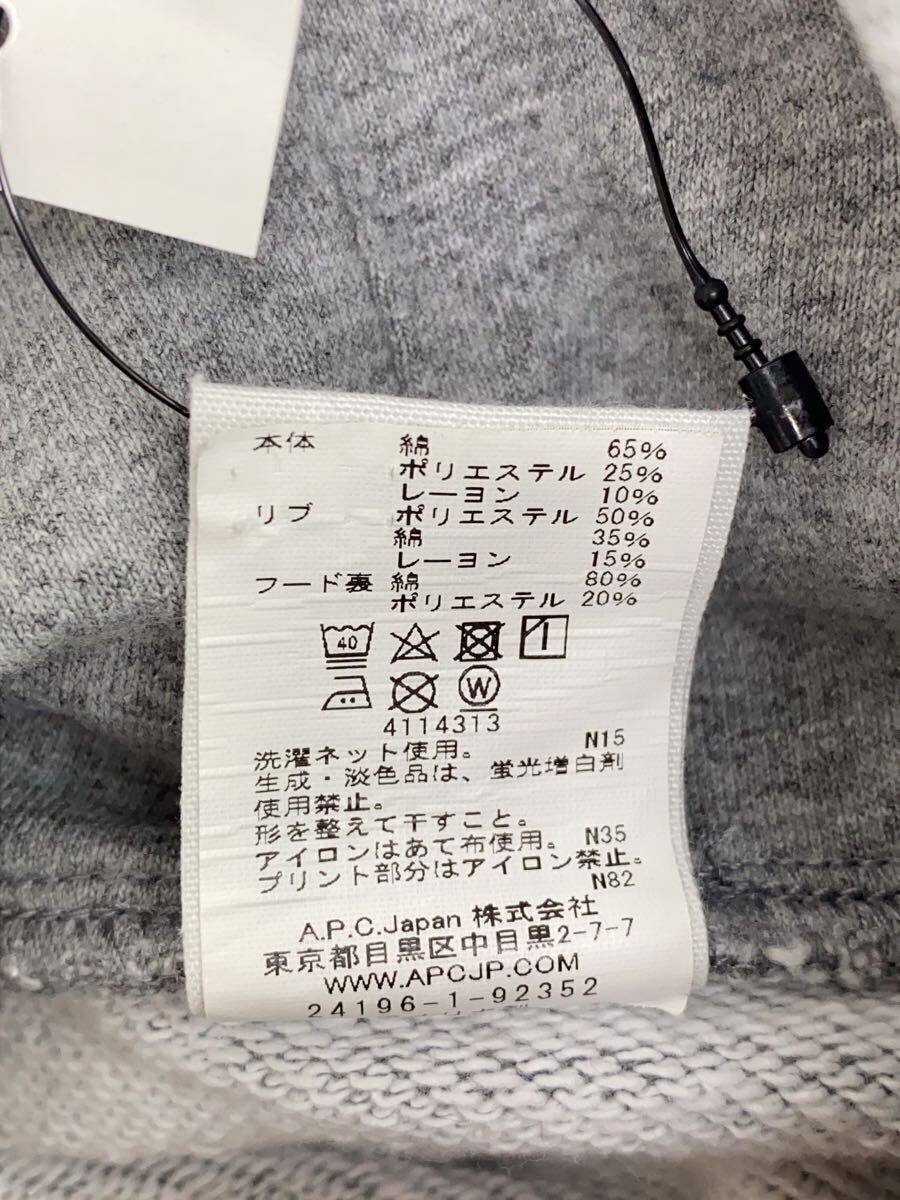 本体 綿 65%
ポリエステル 25%
レーヨン 10%
リブ ポリエステル 50%
綿 35%
レーヨン 15%
フード裏 綿 80%
ポリエステル 20%
40
W
4114313
N15
洗濯ネット使用。
生成・淡色品は、蛍光増白剤
使用禁止。
形を整えて干すこと。
アイロンはあて布使用。 N35
プリント部分はアイロン禁止。
N82
A.P.C.Japan 株式会社
東京都目黒区中目黒2-7-7
WWW.APCJP.COM
24196-1-92352